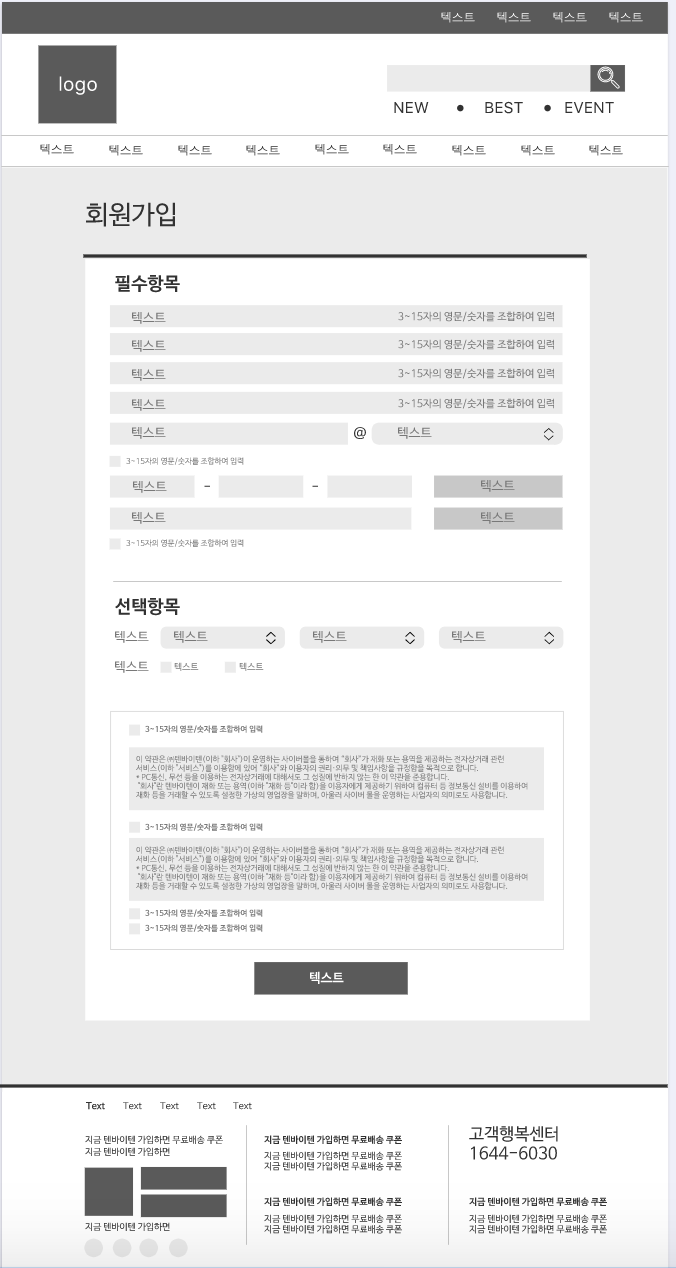 텍스트 텍스트 텍스트 텍스트
logo
NEW ● BEST ● EVENT
텍스트 텍스트 텍스트 텍스트 텍스트 텍스트 텍스트 텍스트 텍스트
회원가입
필수항목
텍스트 3~15자의 영문/숫자를 조합하여 입력
텍스트 3~15자의 영문/숫자를 조합하여 입력
텍스트 3~15자의 영문/숫자를 조합하여 입력
텍스트 3~15자의 영문/숫자를 조합하여 입력
텍스트 @ 텍스트
3~15자의 영문/숫자를 조합하여 입력
텍스트 - - 텍스트
텍스트 텍스트
3~15자의 영문/숫자를 조합하여 입력
선택항목
텍스트 텍스트 텍스트 텍스트
텍스트 텍스트 텍스트
3~15자의 영문/숫자를 조합하여 입력
이 약관은 ㈜텐바이텐(이하 "회사")이 운영하는 사이버몰을 통하여 "회사"가 재화 또는 용역을 제공하는 전자상거래 관련
서비스(이하 "서비스")를 이용함에 있어 "회사"와 이용자의 권리·의무 및 책임사항을 규정함을 목적으로 합니다.
* PC통신, 무선 등을 이용하는 전자상거래에 대해서도 그 성질에 반하지 않는 한 이 약관을 준용합니다.
"회사"란 텐바이텐이 재화 또는 용역(이하 "재화 등"이라 함)을 이용자에게 제공하기 위하여 컴퓨터 등 정보통신 설비를 이용하여
재화 등을 거래할 수 있도록 설정한 가상의 영업장을 말하며, 아울러 사이버 몰을 운영하는 사업자의 의미로도 사용합니다.
3~15자의 영문/숫자를 조합하여 입력
이 약관은 ㈜텐바이텐(이하 "회사")이 운영하는 사이버몰을 통하여 "회사"가 재화 또는 용역을 제공하는 전자상거래 관련
서비스(이하 "서비스")를 이용함에 있어 "회사"와 이용자의 권리·의무 및 책임사항을 규정함을 목적으로 합니다.
* PC통신, 무선 등을 이용하는 전자상거래에 대해서도 그 성질에 반하지 않는 한 이 약관을 준용합니다.
"회사"란 텐바이텐이 재화 또는 용역(이하 "재화 등"이라 함)을 이용자에게 제공하기 위하여 컴퓨터 등 정보통신 설비를 이용하여
재화 등을 거래할 수 있도록 설정한 가상의 영업장을 말하며, 아울러 사이버 몰을 운영하는 사업자의 의미로도 사용합니다.
3~15자의 영문/숫자를 조합하여 입력
3~15자의 영문/숫자를 조합하여 입력
텍스트
Text Text Text Text Text
지금 텐바이텐 가입하면 무료배송 쿠폰
지금 텐바이텐 가입하면
지금 텐바이텐 가입하면
지금 텐바이텐 가입하면 무료배송 쿠폰
지금 텐바이텐 가입하면 무료배송 쿠폰
지금 텐바이텐 가입하면 무료배송 쿠폰
지금 텐바이텐 가입하면 무료배송 쿠폰
지금 텐바이텐 가입하면 무료배송 쿠폰
지금 텐바이텐 가입하면 무료배송 쿠폰
고객행복센터
1644-6030
지금 텐바이텐 가입하면 무료배송 쿠폰
지금 텐바이텐 가입하면 무료배송 쿠폰
지금 텐바이텐 가입하면 무료배송 쿠폰